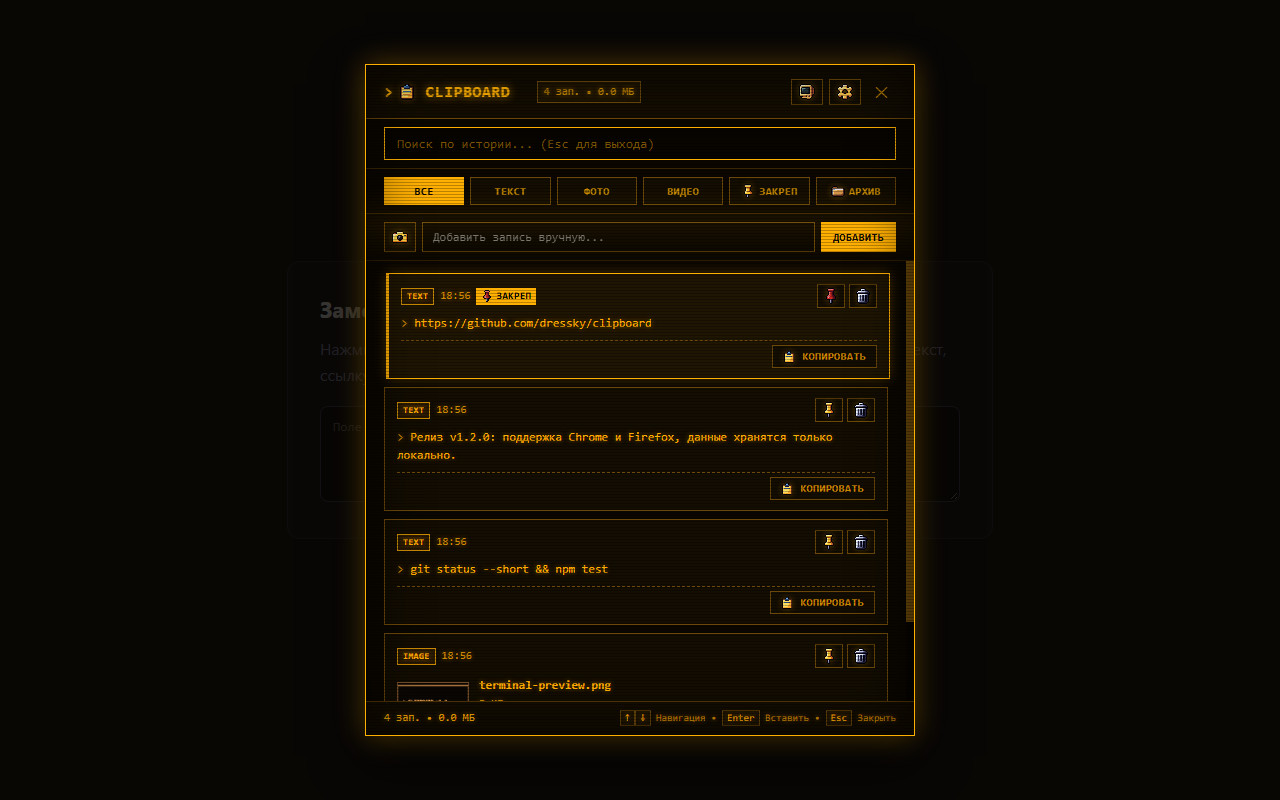 > CLIPBOARD 4 зап. • 0.0 МБ
Поиск по истории... (Esc для выхода)
ВСЕ ТЕКСТ ФОТО ВИДЕО ЗАКРЕП АРХИВ
Добавить запись вручную... ДОБАВИТЬ
TEXT 18:56 ЗАКРЕП
> https://github.com/dressky/clipboard
КОПИРОВАТЬ
TEXT 18:56
> Релиз v1.2.0: поддержка Chrome и Firefox, данные хранятся только
локально.
КОПИРОВАТЬ
TEXT 18:56
> git status --short && npm test
КОПИРОВАТЬ
IMAGE 18:56
terminal-preview.png
4 зап. • 0.0 МБ ↑ ↓ Навигация • Enter Вставить • Esc Закрыть